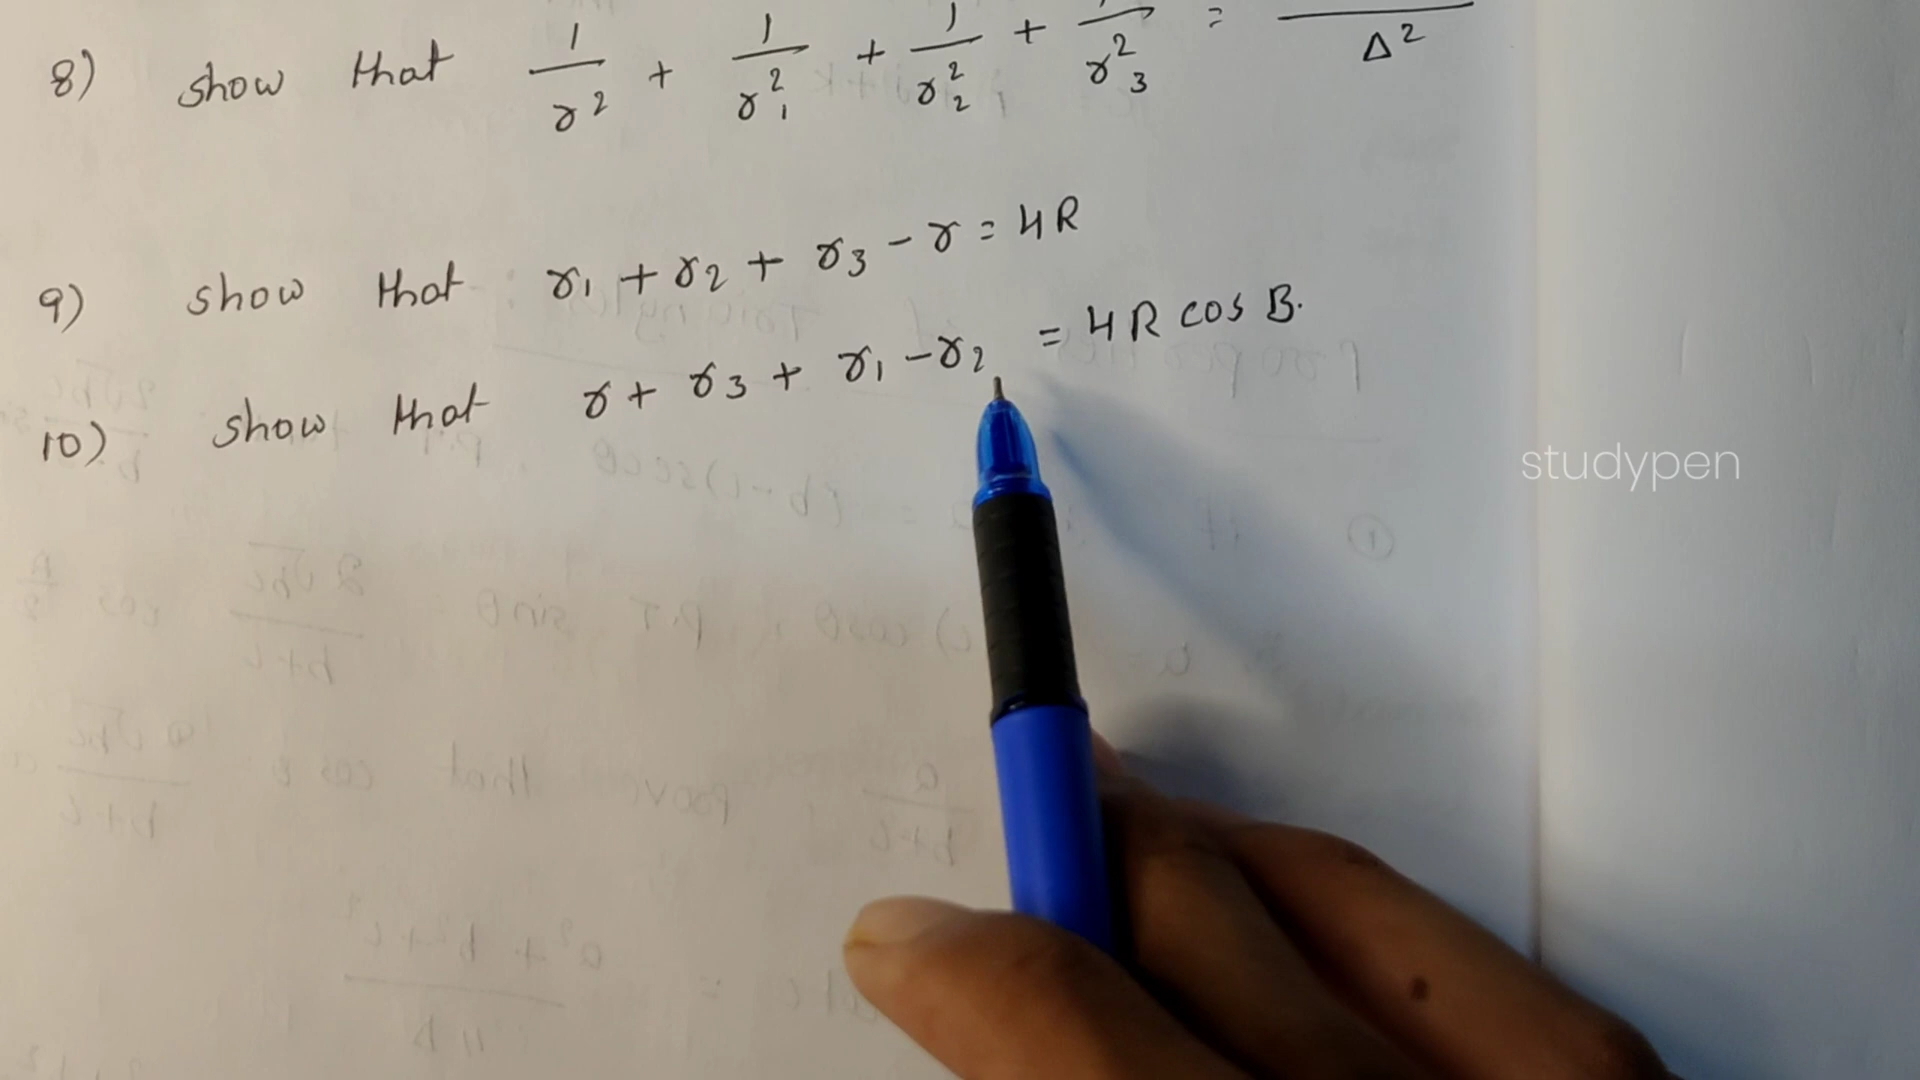 8) show that 1/r² + 1/r₁² + 1/r₂² + 1/r₃² = /Δ²
9) show that r₁ + r₂ + r₃ - r = 4R
10) show that r + r₃ + r₁ - r₂ = 4R cos B.
studypen